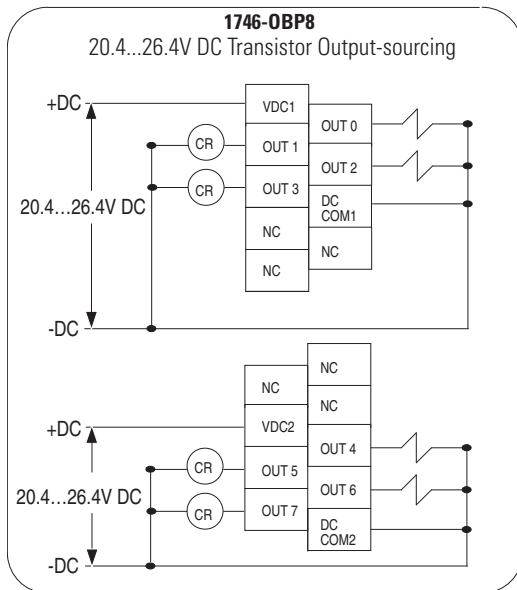 1746-OBP8
20.4...26.4V DC Transistor Output-sourcing
+DC
VDC1
OUT 0
CR
OUT 1
OUT 2
CR
OUT 3
20.4...26.4V DC
DC
COM1
NC
NC
NC
-DC
NC
NC
NC
+DC
VDC2
OUT 4
CR
OUT 5
OUT 6
20.4...26.4V DC
CR
OUT 7
DC
COM2
-DC